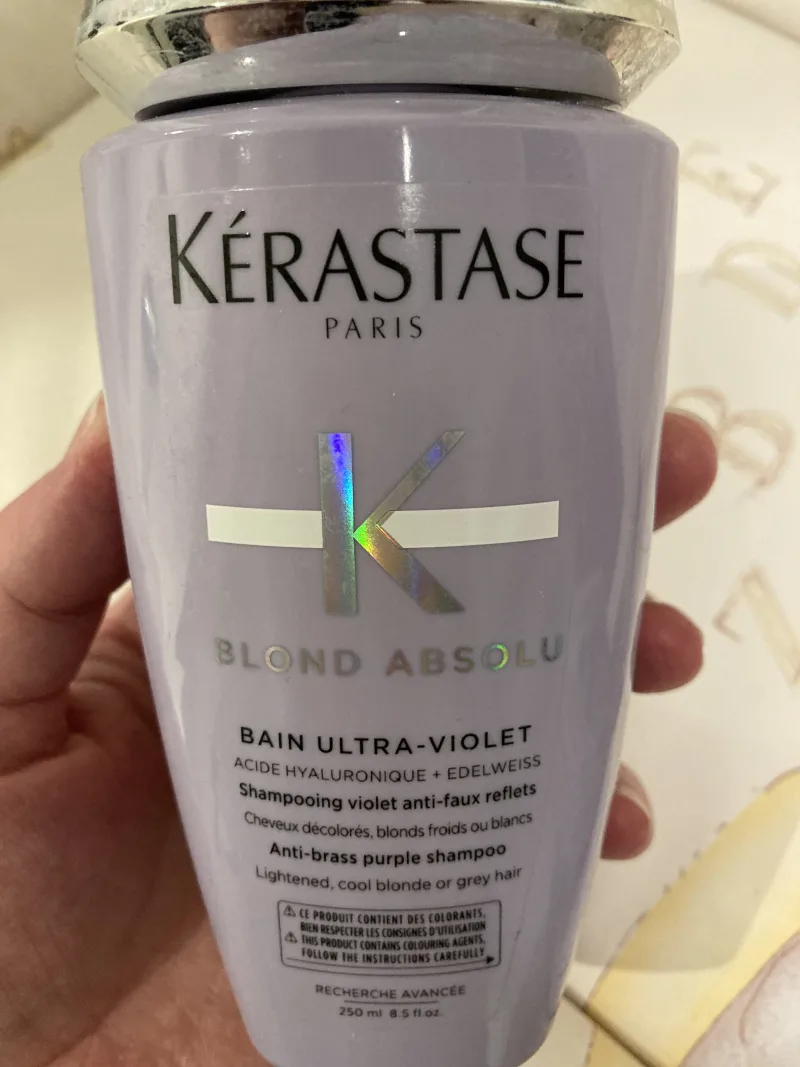 KÉRASTASE
PARIS
K
BLOND ABSOLU
BAIN ULTRA-VIOLET
ACIDE HYALURONIQUE + EDELWEISS
Shampooing violet anti-faux reflets
Cheveux décolorés, blonds froids ou blancs
Anti-brass purple shampoo
Lightened, cool blonde or grey hair
⚠ CE PRODUIT CONTIENT DES COLORANTS,
BIEN RESPECTER LES CONSIGNES D'UTILISATION
⚠ THIS PRODUCT CONTAINS COLOURING AGENTS,
FOLLOW THE INSTRUCTIONS CAREFULLY
RECHERCHE AVANCÉE
250 ml 8.5 fl.oz.